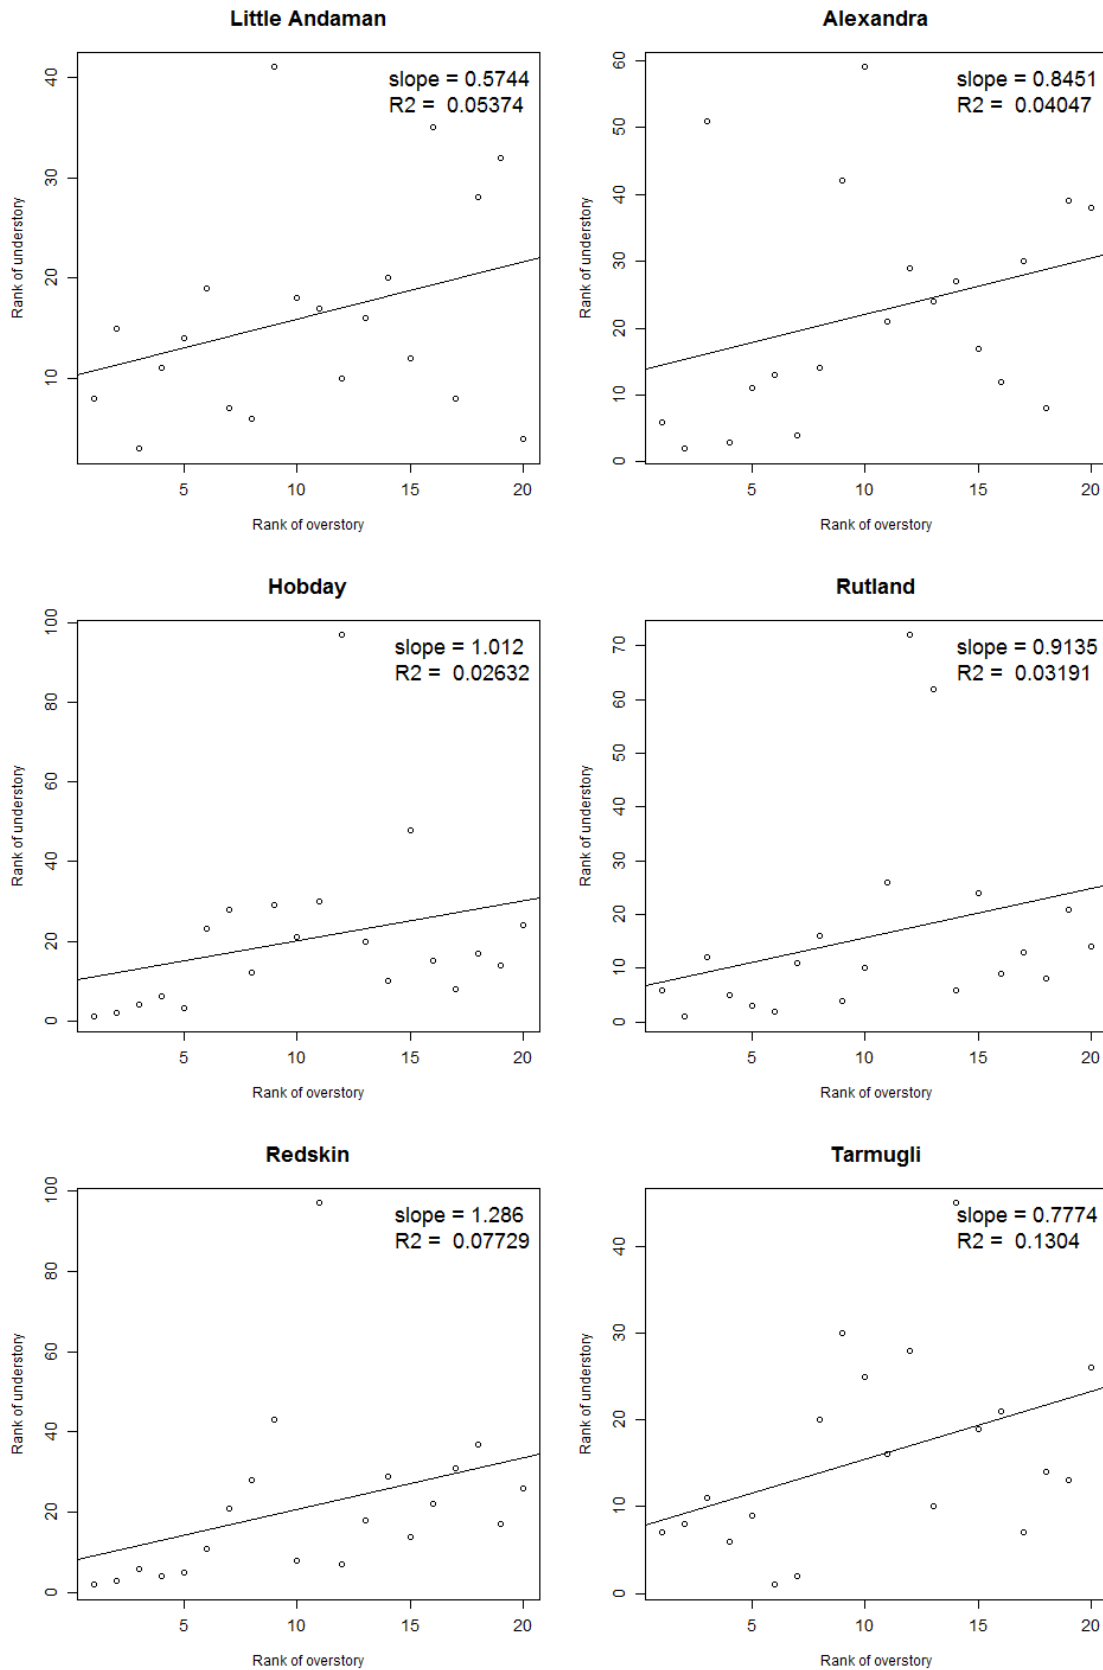 Little Andaman
slope = 0.5744
R2 = 0.05374
40
30
20
10
Rank of understory
5 10 15 20
Rank of overstory
Alexandra
slope = 0.8451
R2 = 0.04047
60
50
40
30
20
10
0
Rank of understory
5 10 15 20
Rank of overstory
Hobday
slope = 1.012
R2 = 0.02632
100
80
60
40
20
0
Rank of understory
5 10 15 20
Rank of overstory
Rutland
slope = 0.9135
R2 = 0.03191
70
60
50
40
30
20
10
0
Rank of understory
5 10 15 20
Rank of overstory
Redskin
slope = 1.286
R2 = 0.07729
100
80
60
40
20
0
Rank of understory
5 10 15 20
Rank of overstory
Tarmugli
slope = 0.7774
R2 = 0.1304
40
30
20
10
0
Rank of understory
5 10 15 20
Rank of overstory